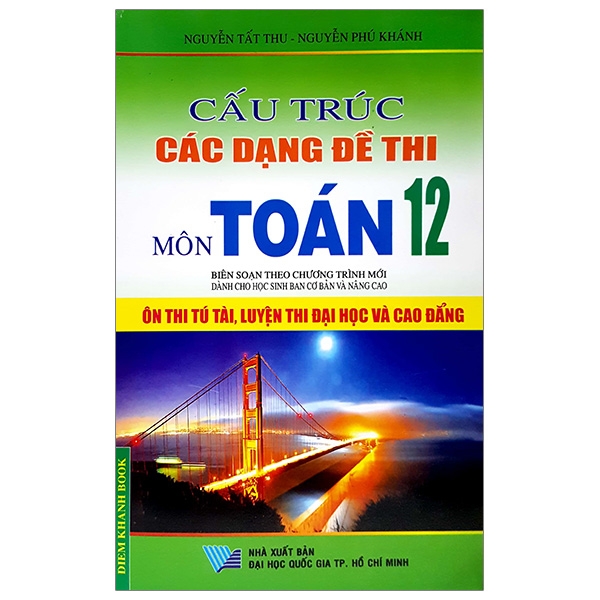 NGUYỄN TẤT THU - NGUYỄN PHÚ KHÁNH
CẤU TRÚC
CÁC DẠNG ĐỀ THI
MÔN TOÁN 12
BIÊN SOẠN THEO CHƯƠNG TRÌNH MỚI
DÀNH CHO HỌC SINH BAN CƠ BẢN VÀ NÂNG CAO
ÔN THI TÚ TÀI, LUYỆN THI ĐẠI HỌC VÀ CAO ĐẲNG
DIEM KHANH BOOK
NHÀ XUẤT BẢN
ĐẠI HỌC QUỐC GIA TP. HỒ CHÍ MINH